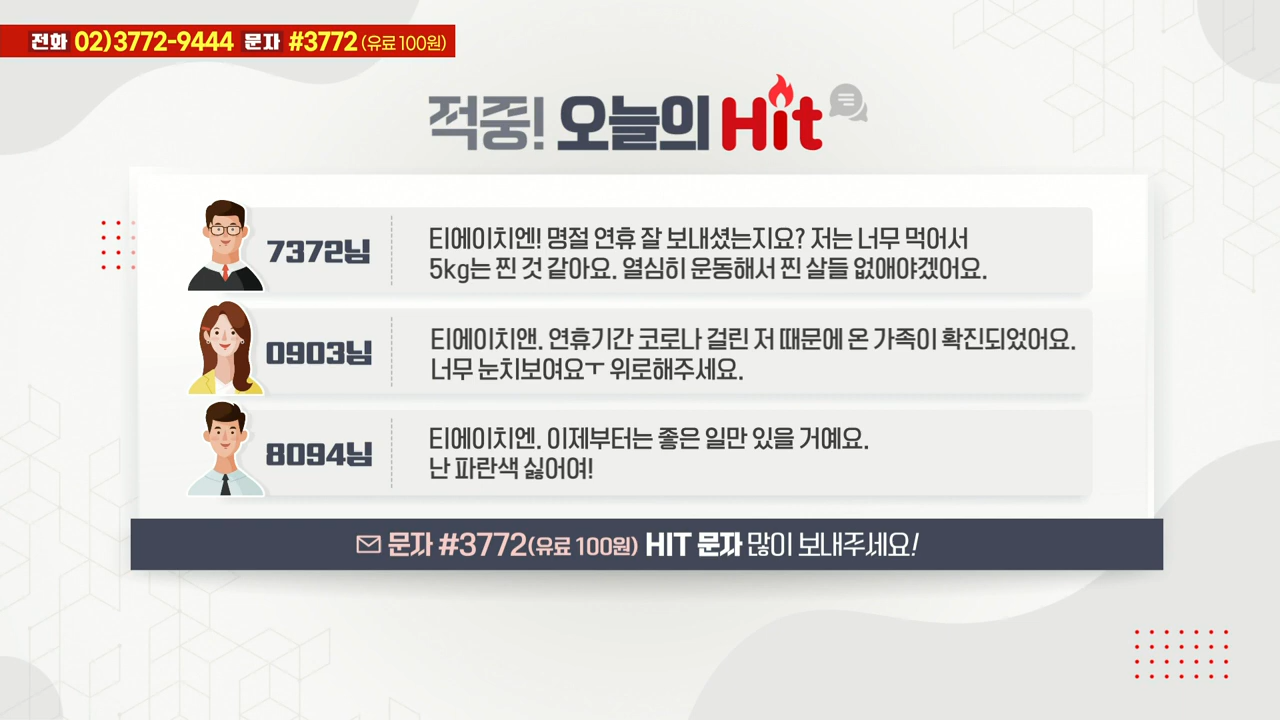 전화 02)3772-9444 문자 #3772 (유료 100원)
적중! 오늘의 Hit
7372님
티에이치엔! 명절 연휴 잘 보내셨는지요? 저는 너무 먹어서
5kg는 찐 것 같아요. 열심히 운동해서 찐 살들 없애야겠어요.
0903님
티에이치앤. 연휴기간 코로나 걸린 저 때문에 온 가족이 확진되었어요.
너무 눈치보여요ㅜ 위로해주세요.
8094님
티에이치엔. 이제부터는 좋은 일만 있을 거예요.
난 파란색 싫어여!
문자 #3772(유료 100원) HIT 문자 많이 보내주세요!